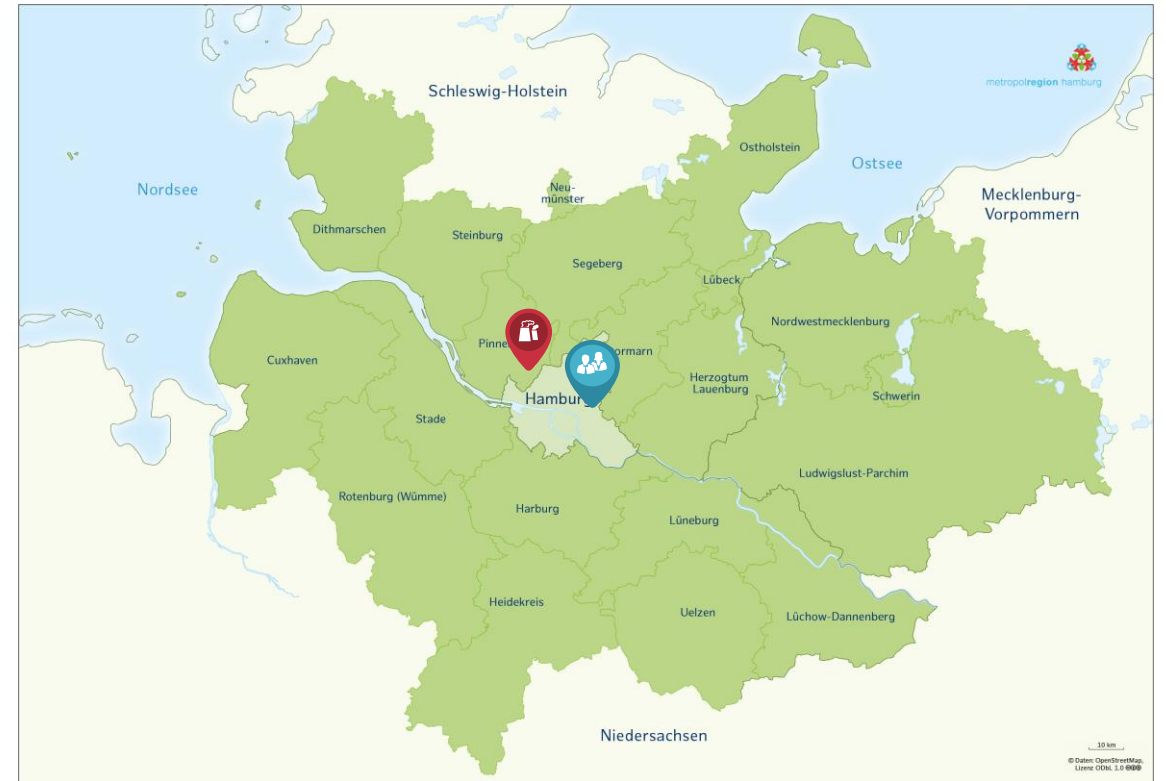 Schleswig-Holstein
metropolregion hamburg
Ostholstein
Ostsee
Nordsee
Neu-
münster
Mecklenburg-
Vorpommern
Dithmarschen
Steinburg
Segeberg
Lübeck
Nordwestmecklenburg
Pinne
ormarn
Cuxhaven
Herzogtum
Lauenburg
Schwerin
Hamburg
Stade
Ludwigslust-Parchim
Rotenburg (Wümme)
Harburg
Lüneburg
Heidekreis
Uelzen
Lüchow-Dannenberg
Niedersachsen
10 km
© Daten: OpenStreetMap,
Lizenz ODbL 1.0